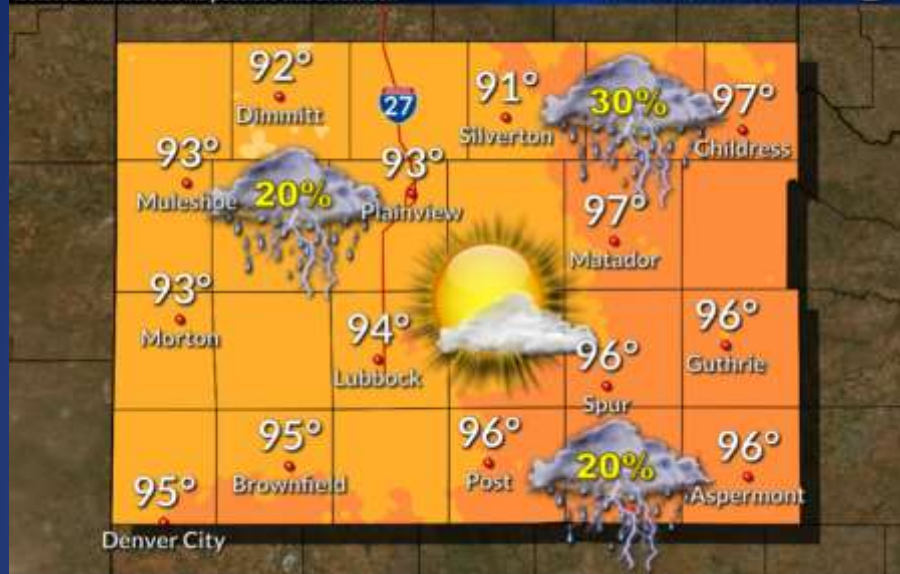 92°
Dimmitt
27
91°
Silverton
30%
97°
Childress
93°
Muleshoe
20%
93°
Plainview
97°
Matador
93°
Morton
94°
Lubbock
96°
Spur
96°
Guthrie
95°
Brownfield
96°
Post
20%
96°
Aspermont
95°
Denver City